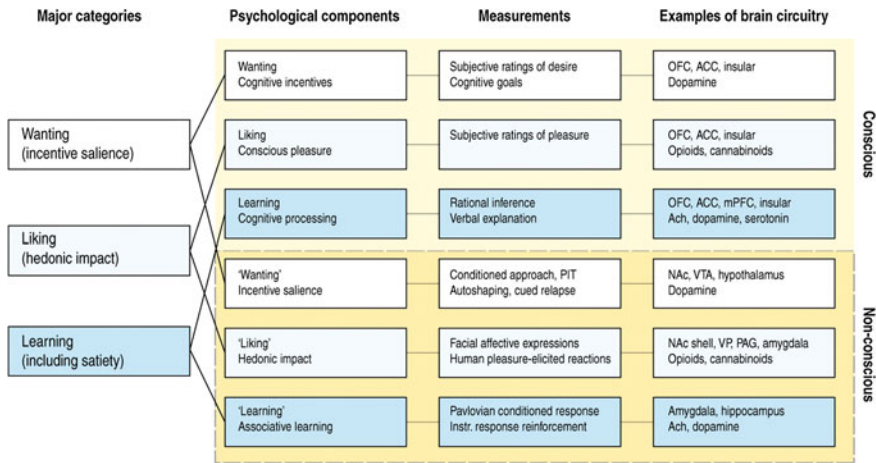 Major categories
Psychological components
Measurements
Examples of brain circuitry
Wanting
(incentive salience)
Liking
(hedonic impact)
Learning
(including satiety)
Wanting
Cognitive incentives
Subjective ratings of desire
Cognitive goals
OFC, ACC, insular
Dopamine
Liking
Conscious pleasure
Subjective ratings of pleasure
OFC, ACC, insular
Opioids, cannabinoids
Learning
Cognitive processing
Rational inference
Verbal explanation
OFC, ACC, mPFC, insular
Ach, dopamine, serotonin
Conscious
'Wanting'
Incentive salience
Conditioned approach, PIT
Autoshaping, cued relapse
NAc, VTA, hypothalamus
Dopamine
'Liking'
Hedonic impact
Facial affective expressions
Human pleasure-elicited reactions
NAc shell, VP, PAG, amygdala
Opioids, cannabinoids
'Learning'
Associative learning
Pavlovian conditioned response
Instr. response reinforcement
Amygdala, hippocampus
Ach, dopamine
Non-conscious